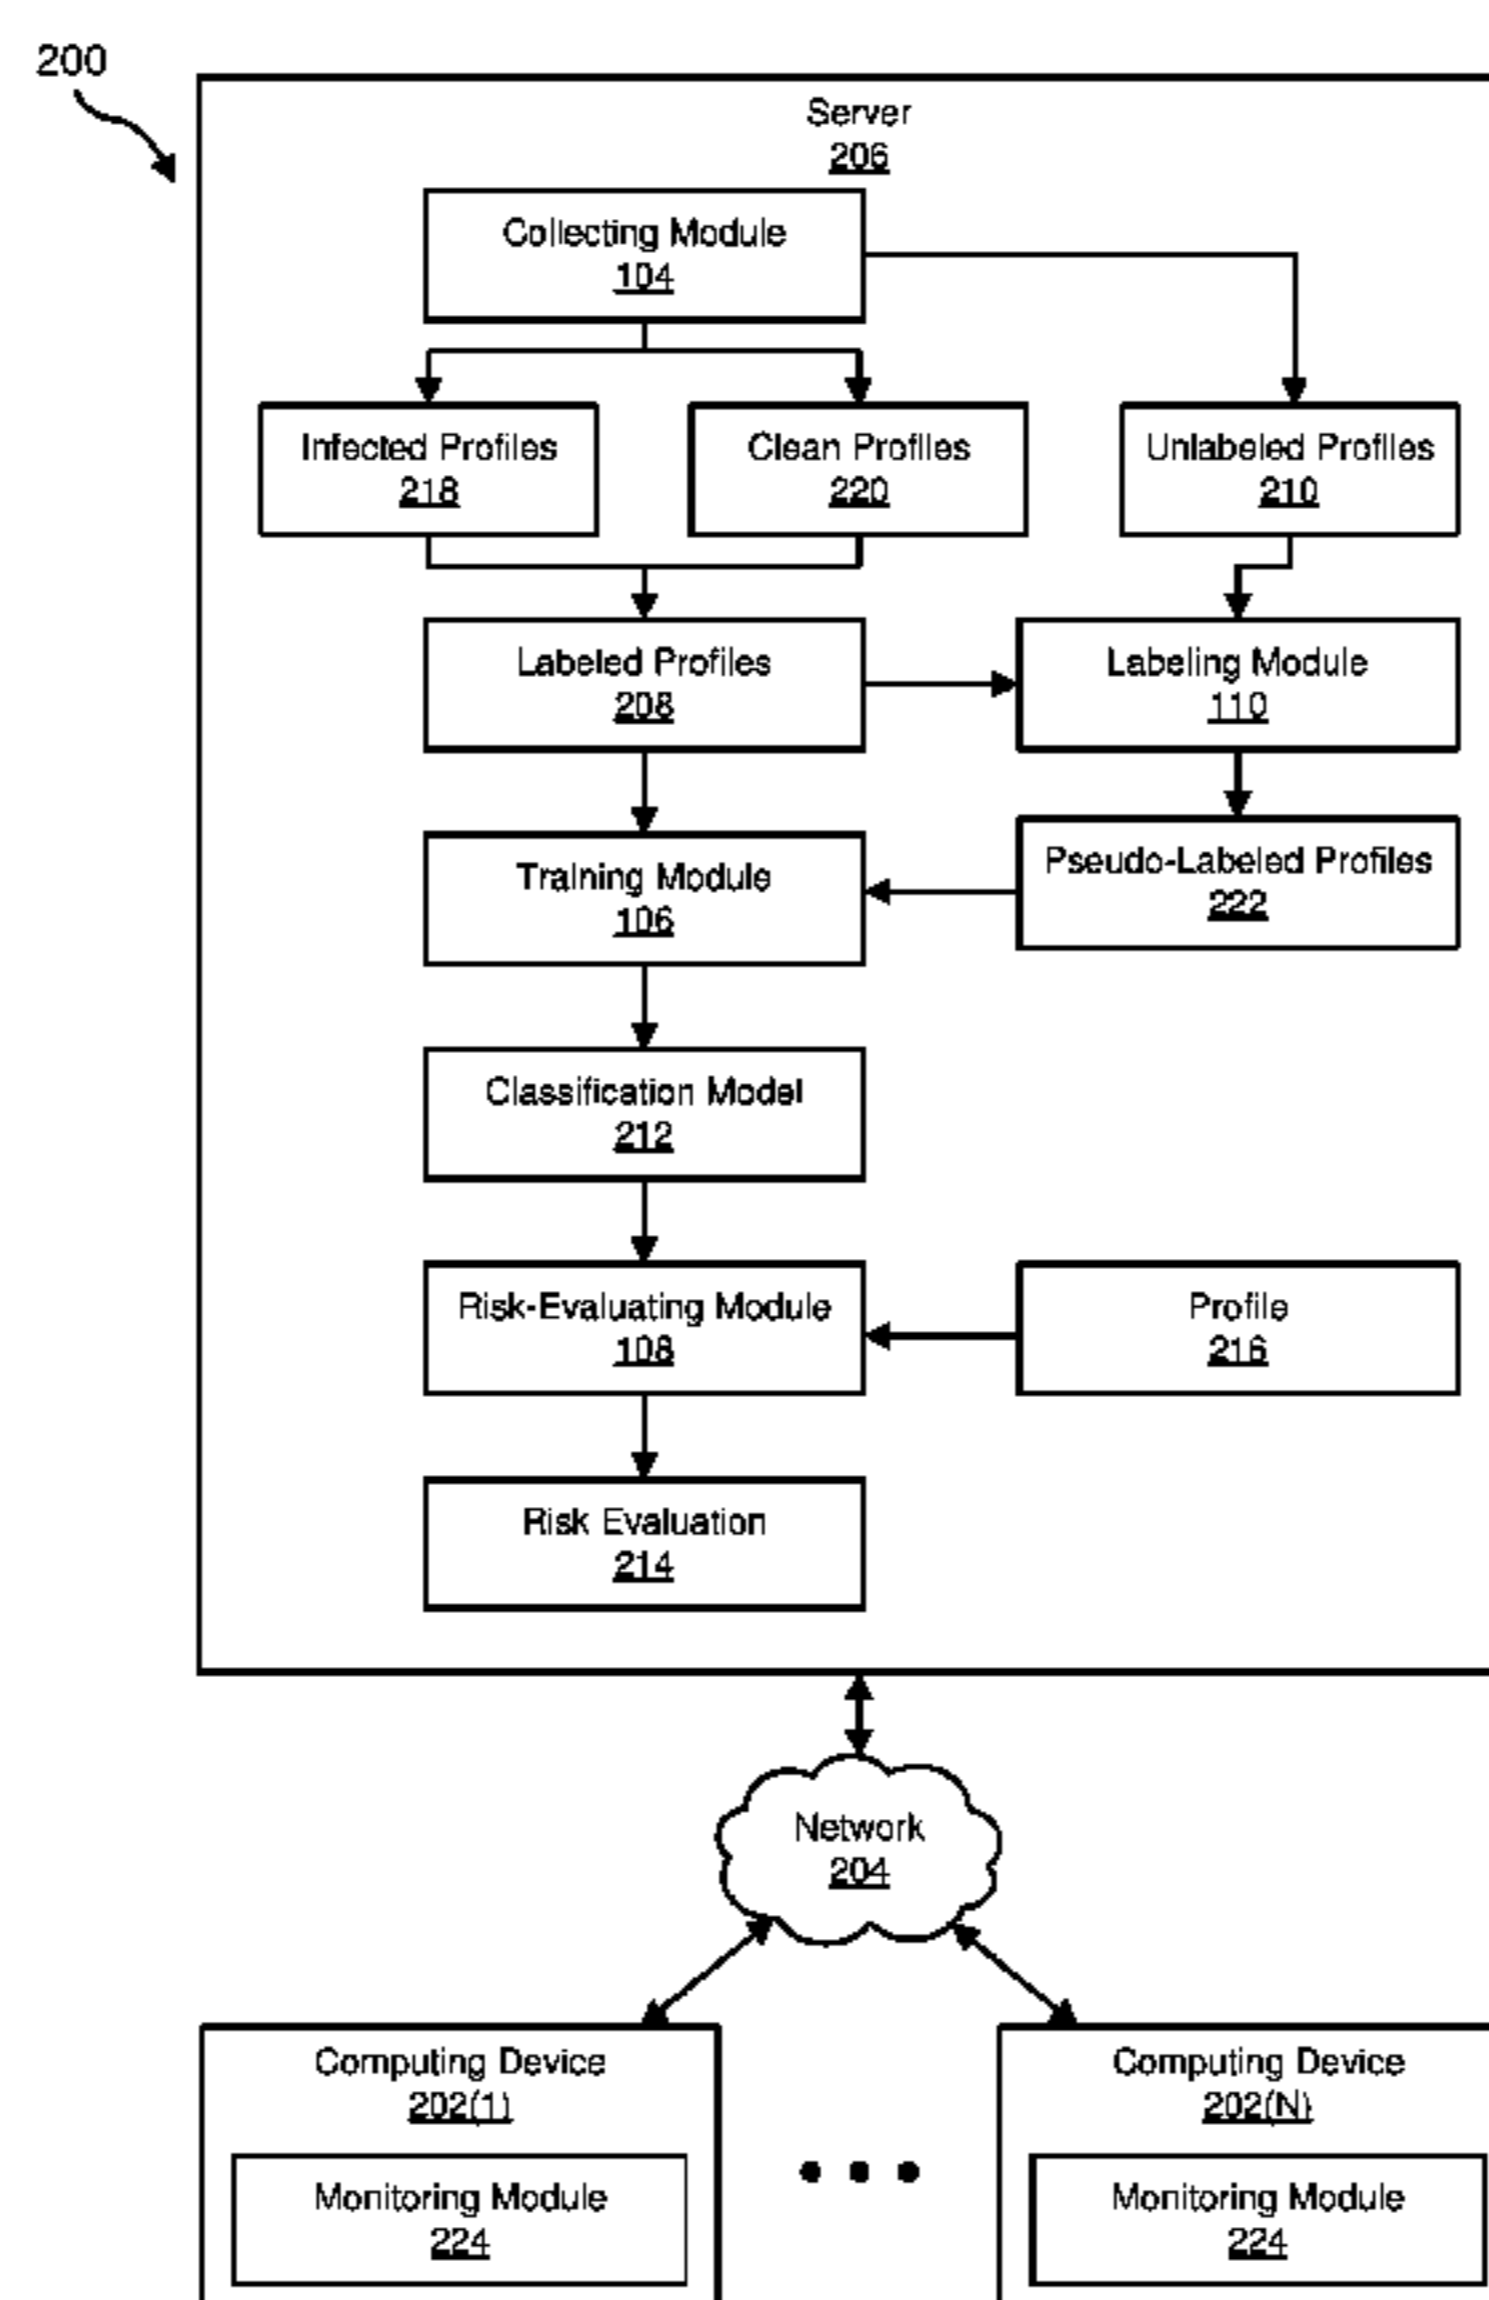 200
Server
206
Collecting Module
104
Infected Profiles
218
Clean Profiles
220
Unlabeled Profiles
210
Labeled Profiles
208
Labeling Module
110
Training Module
106
Pseudo-Labeled Profiles
222
Classification Model
212
Risk-Evaluating Module
108
Profile
216
Risk Evaluation
214
Network
204
Computing Device
202(1)
Monitoring Module
224
Computing Device
202(N)
Monitoring Module
224